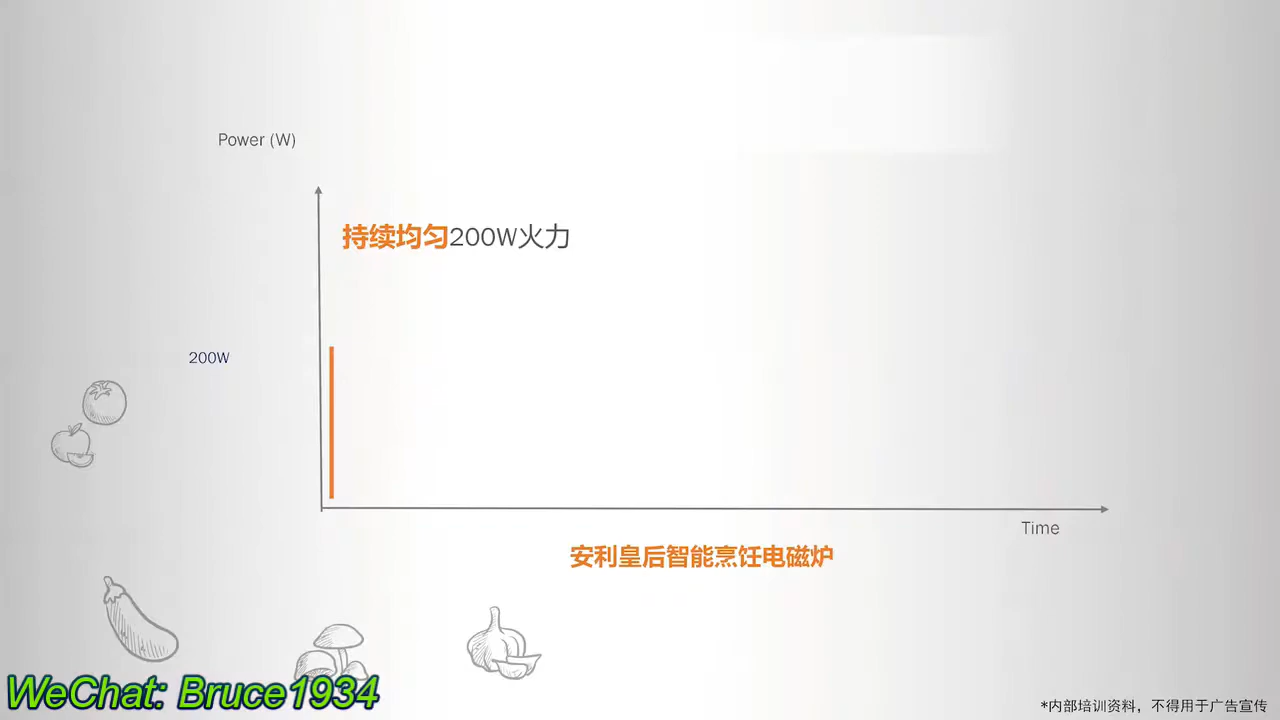 Power (W)
持续均匀200W火力
200W
Time
安利皇后智能烹饪电磁炉
WeChat: Bruce1934
*内部培训资料，不得用于广告宣传